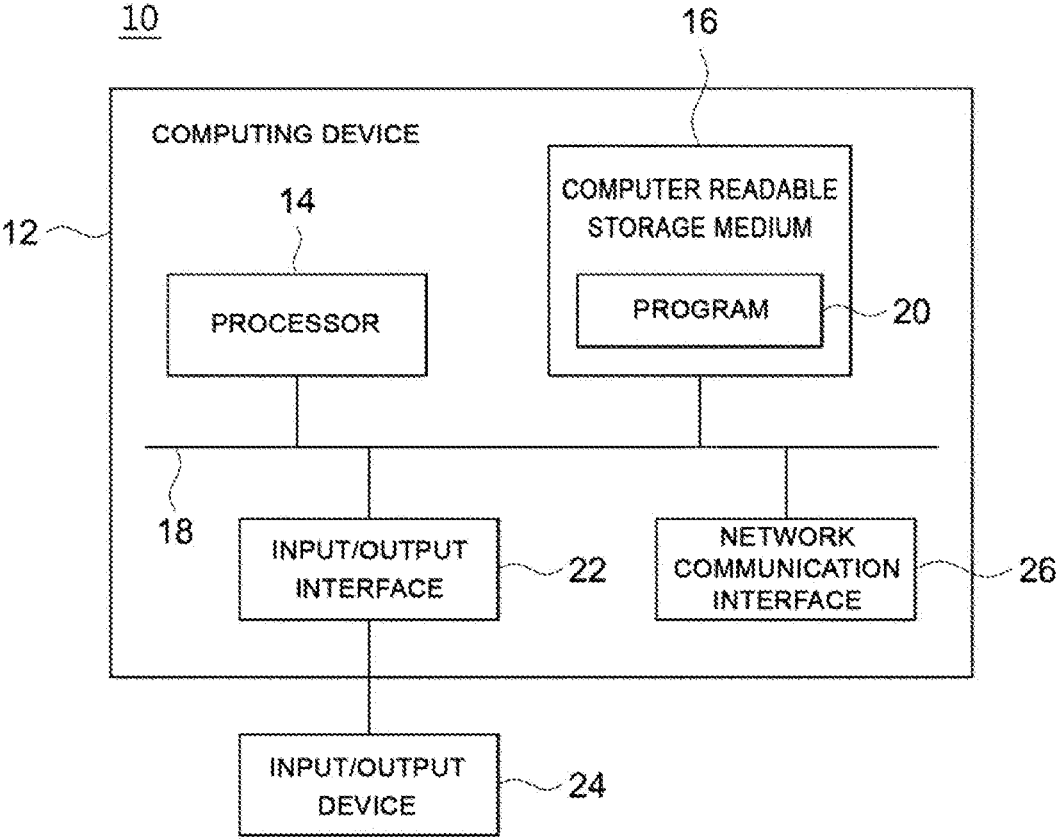 10
16
COMPUTING DEVICE
COMPUTER READABLE
STORAGE MEDIUM
14
12
PROCESSOR
PROGRAM
20
18
INPUT/OUTPUT
INTERFACE
22
NETWORK
COMMUNICATION
INTERFACE
26
INPUT/OUTPUT
DEVICE
24